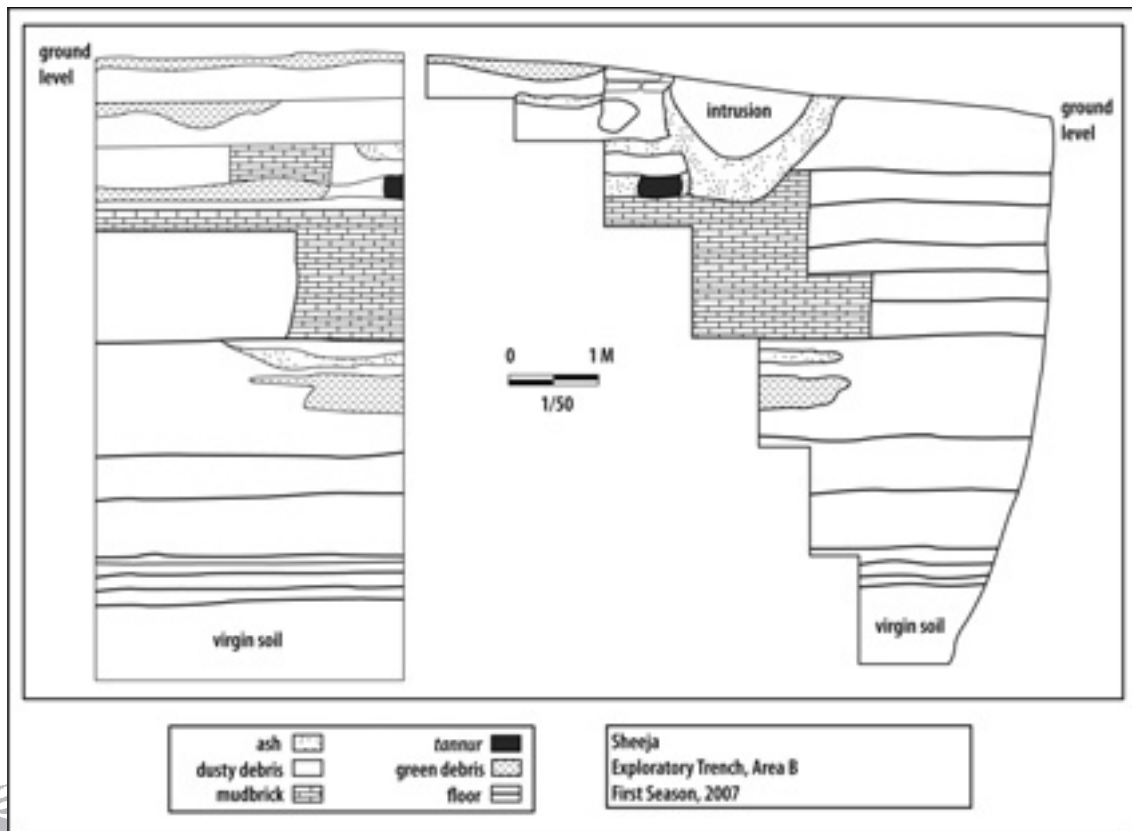 ground
level
intrusion
ground
level
0 1 M
1/50
virgin soil
virgin soil
ash
tannur
dusty debris
green debris
mudbrick
floor
Sheeja
Exploratory Trench, Area B
First Season, 2007